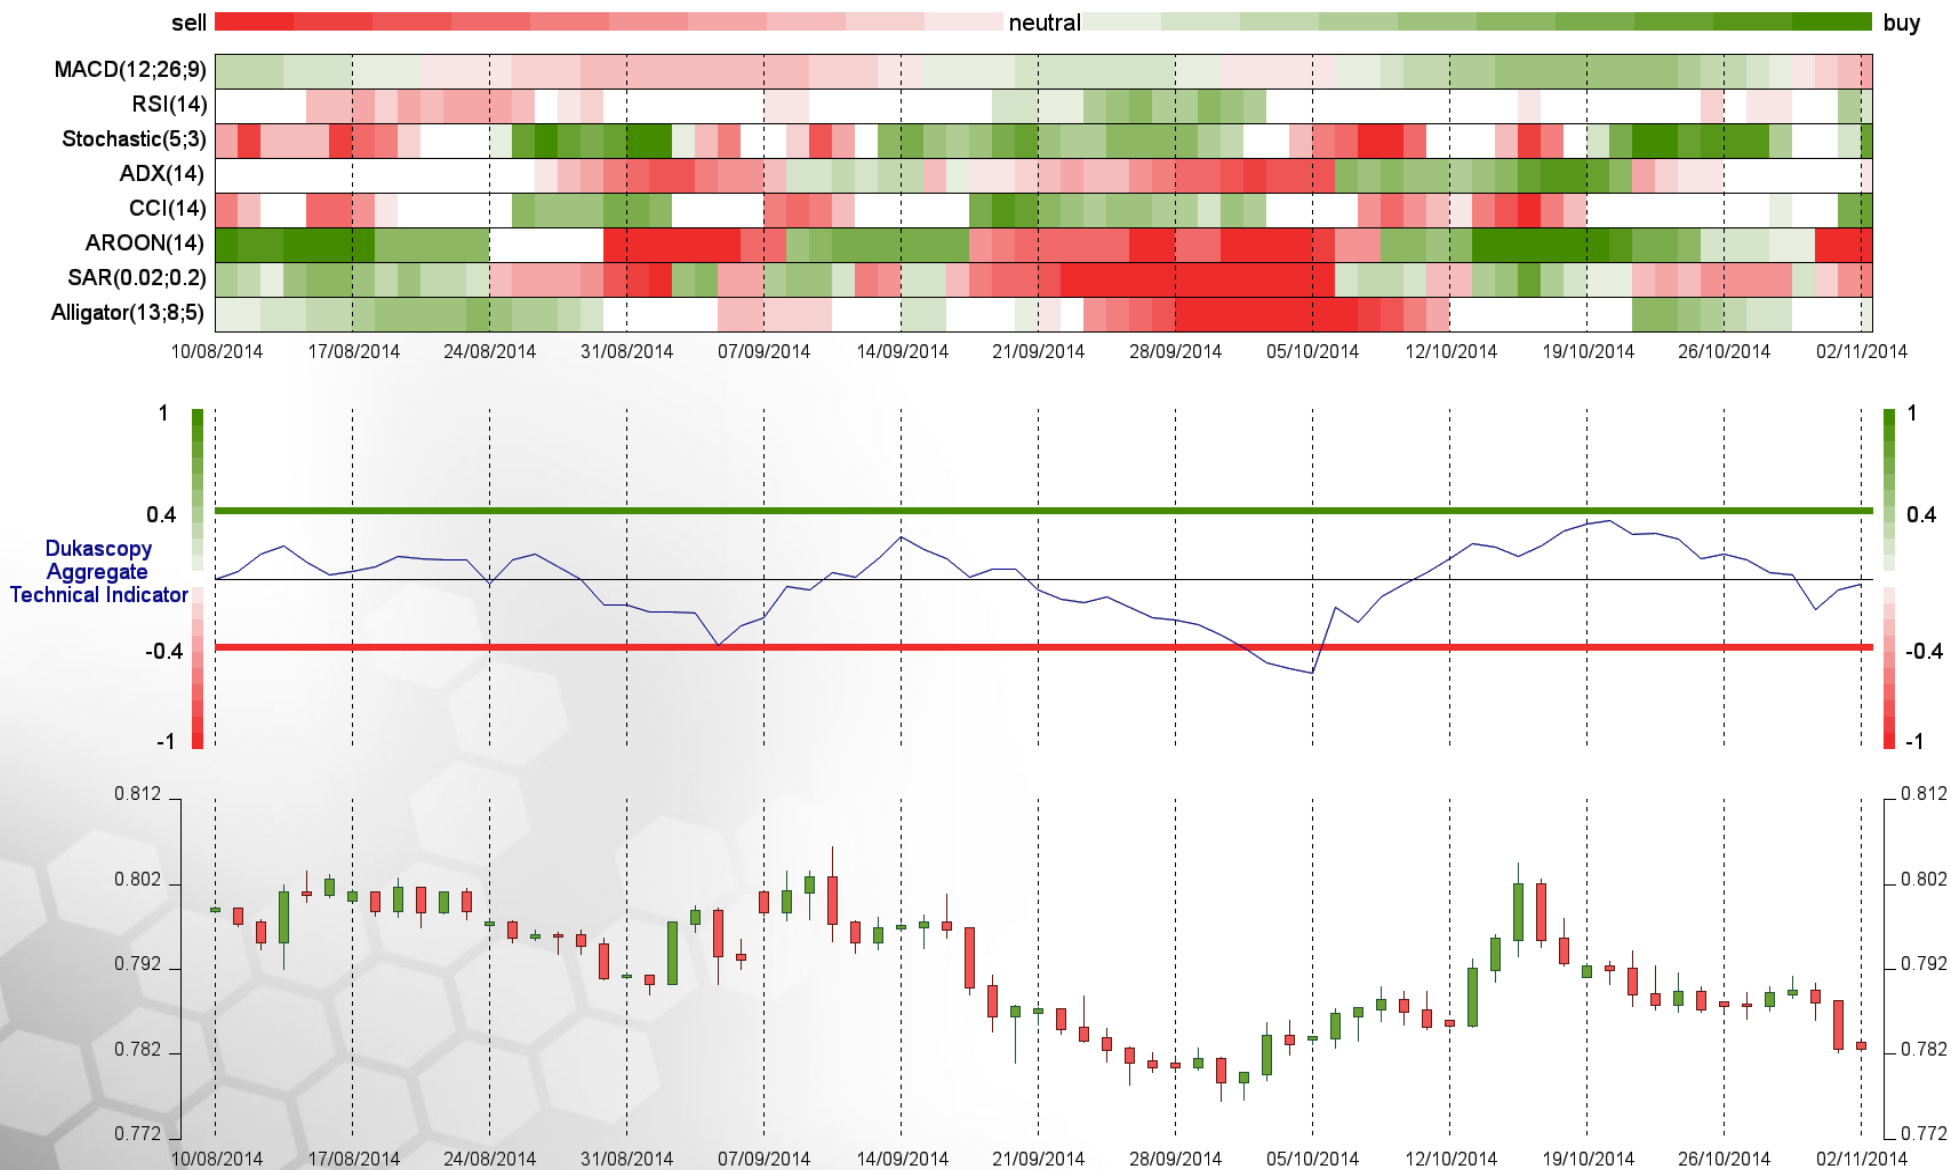 sell neutral buy
MACD(12;26;9)
RSI(14)
Stochastic(5;3)
ADX(14)
CCI(14)
AROON(14)
SAR(0.02;0.2)
Alligator(13;8;5)
10/08/2014 17/08/2014 24/08/2014 31/08/2014 07/09/2014 14/09/2014 21/09/2014 28/09/2014 05/10/2014 12/10/2014 19/10/2014 26/10/2014 02/11/2014
1 1
0.4 0.4
Dukascopy
Aggregate
Technical Indicator
-0.4 -0.4
-1 -1
0.812 0.812
0.802 0.802
0.792 0.792
0.782 0.782
0.772 0.772
10/08/2014 17/08/2014 24/08/2014 31/08/2014 07/09/2014 14/09/2014 21/09/2014 28/09/2014 05/10/2014 12/10/2014 19/10/2014 26/10/2014 02/11/2014